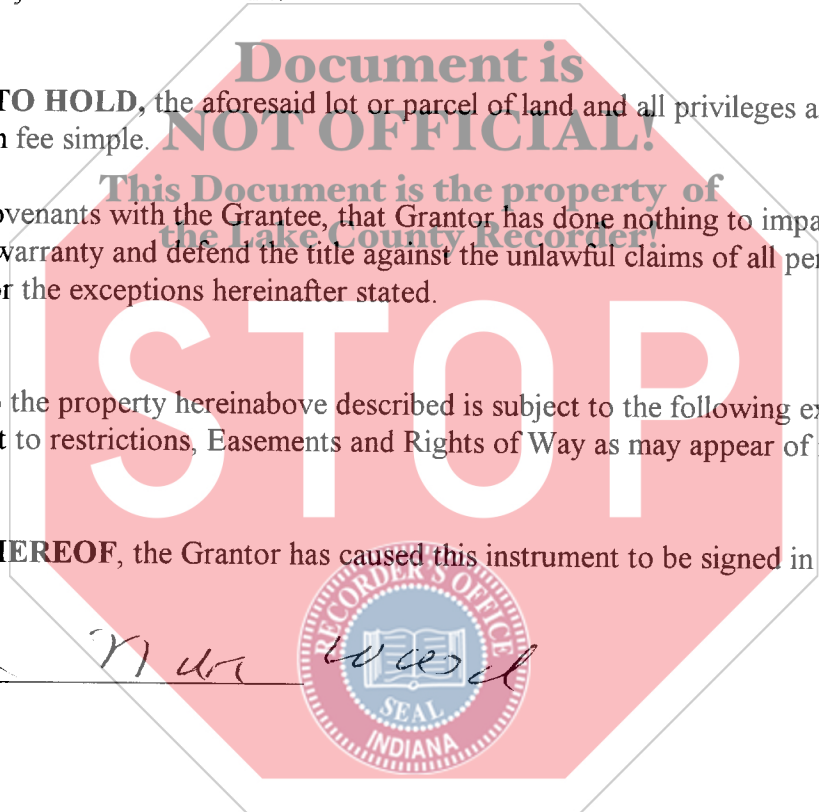 Document is
TO HOLD, the aforesaid lot or parcel of land and all privileges a
NOT OFFICIAL!
n fee simple.
This Document is the property of
ovenants with the Grantee, that Grantor has done nothing to impa
the Lake County Recorder!
warranty and defend the title against the unlawful claims of all per
r the exceptions hereinafter stated.
STOP
the property hereinabove described is subject to the following ex
t to restrictions, Easements and Rights of Way as may appear of
HEREOF, the Grantor has caused this instrument to be signed in
RECORDER'S OFFICE
SEAL
INDIANA